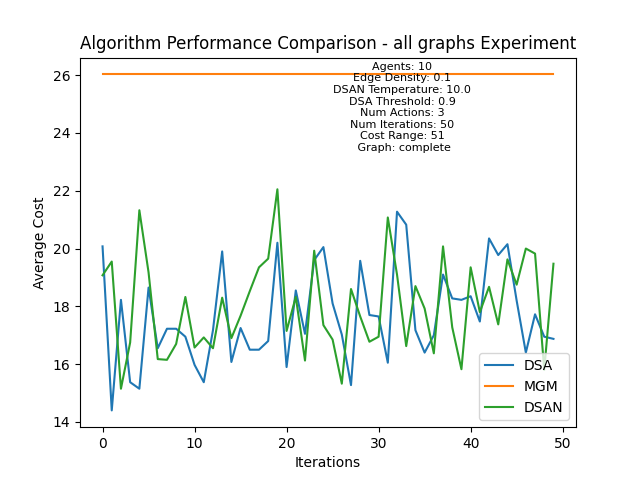 Algorithm Performance Comparison - all graphs Experiment
Agents: 10
Edge Density: 0.1
DSAN Temperature: 10.0
DSA Threshold: 0.9
Num Actions: 3
Num Iterations: 50
Cost Range: 51
Graph: complete
Average Cost
26
24
22
20
18
16
14
0
10
20
30
40
50
Iterations
DSA
MGM
DSAN